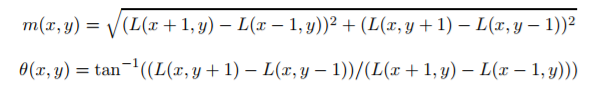 m(x, y) = √(L(x + 1, y) − L(x − 1, y))² + (L(x, y + 1) − L(x, y − 1))²
θ(x, y) = tan⁻¹((L(x, y + 1) − L(x, y − 1))/(L(x + 1, y) − L(x − 1, y)))